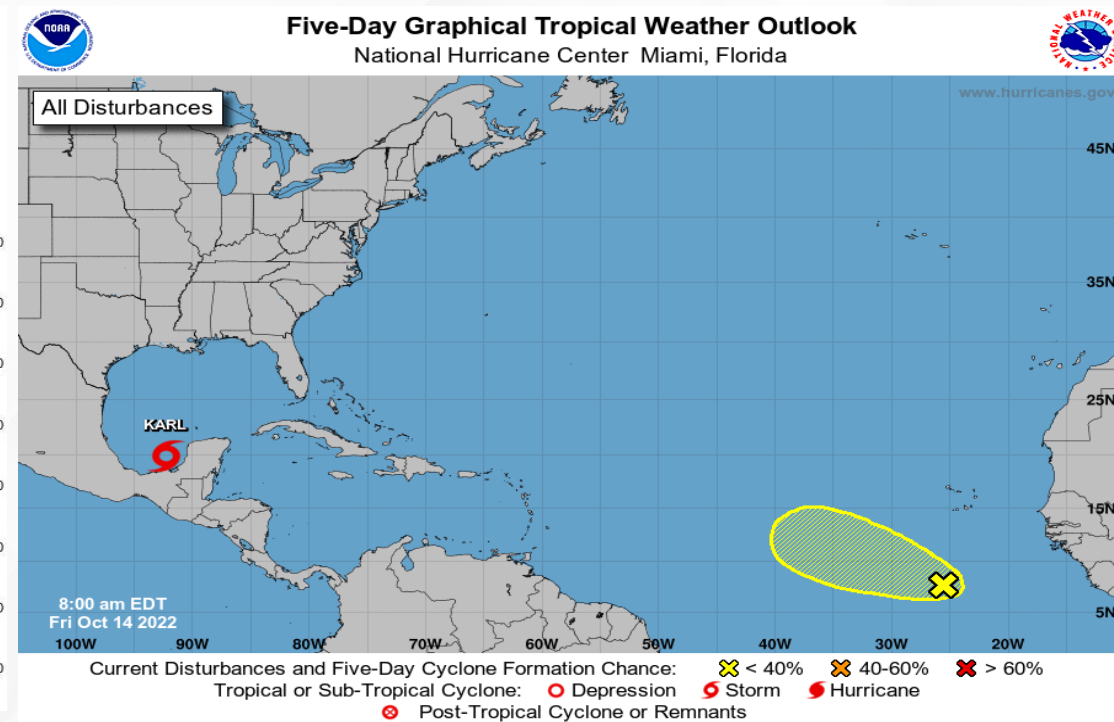 Five-Day Graphical Tropical Weather Outlook
National Hurricane Center Miami, Florida
NOAA
All Disturbances
www.hurricanes.gov
45N
35N
25N
15N
5N
KARL
8:00 am EDT
Fri Oct 14 2022
100W 90W 80W 70W 60W 50W 40W 30W 20W
Current Disturbances and Five-Day Cyclone Formation Chance: < 40% 40-60% > 60%
Tropical or Sub-Tropical Cyclone: Depression Storm Hurricane
Post-Tropical Cyclone or Remnants